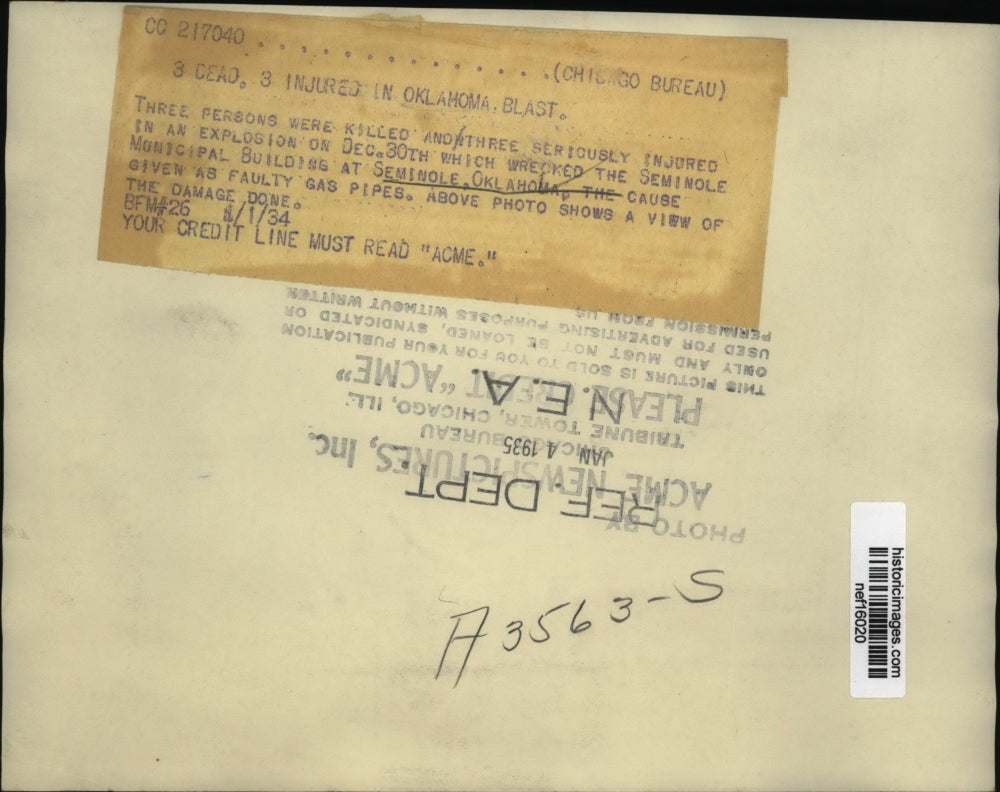 CC 217040 . . . . . . . . . . . . . . . (CHICAGO BUREAU)
3 DEAD. 3 INJURED IN OKLAHOMA BLAST.
THREE PERSONS WERE KILLED AND THREE SERIOUSLY INJURED
IN AN EXPLOSION ON DEC.30TH WHICH WRECKED THE SEMINOLE
MUNICIPAL BUILDING AT SEMINOLE, OKLAHOMA, THE CAUSE
GIVEN AS FAULTY GAS PIPES. ABOVE PHOTO SHOWS A VIEW OF
THE DAMAGE DONE.
BFM#26 1/1/34
YOUR CREDIT LINE MUST READ "ACME."
PHOTO BY
REF. DEPT.
ACME NEWSPICTURES, Inc.
CHICAGO BUREAU
JAN 4 1935
TRIBUNE TOWER, CHICAGO, ILL.
N.E.A.
PLEASE CREDIT "ACME"
THIS PICTURE IS SOLD TO YOU FOR YOUR PUBLICATION
ONLY AND MUST NOT BE LOANED, SYNDICATED OR
USED FOR ADVERTISING PURPOSES WITHOUT WRITTEN
PERMISSION FROM US
A3563-S
historicimages.com
nef16020